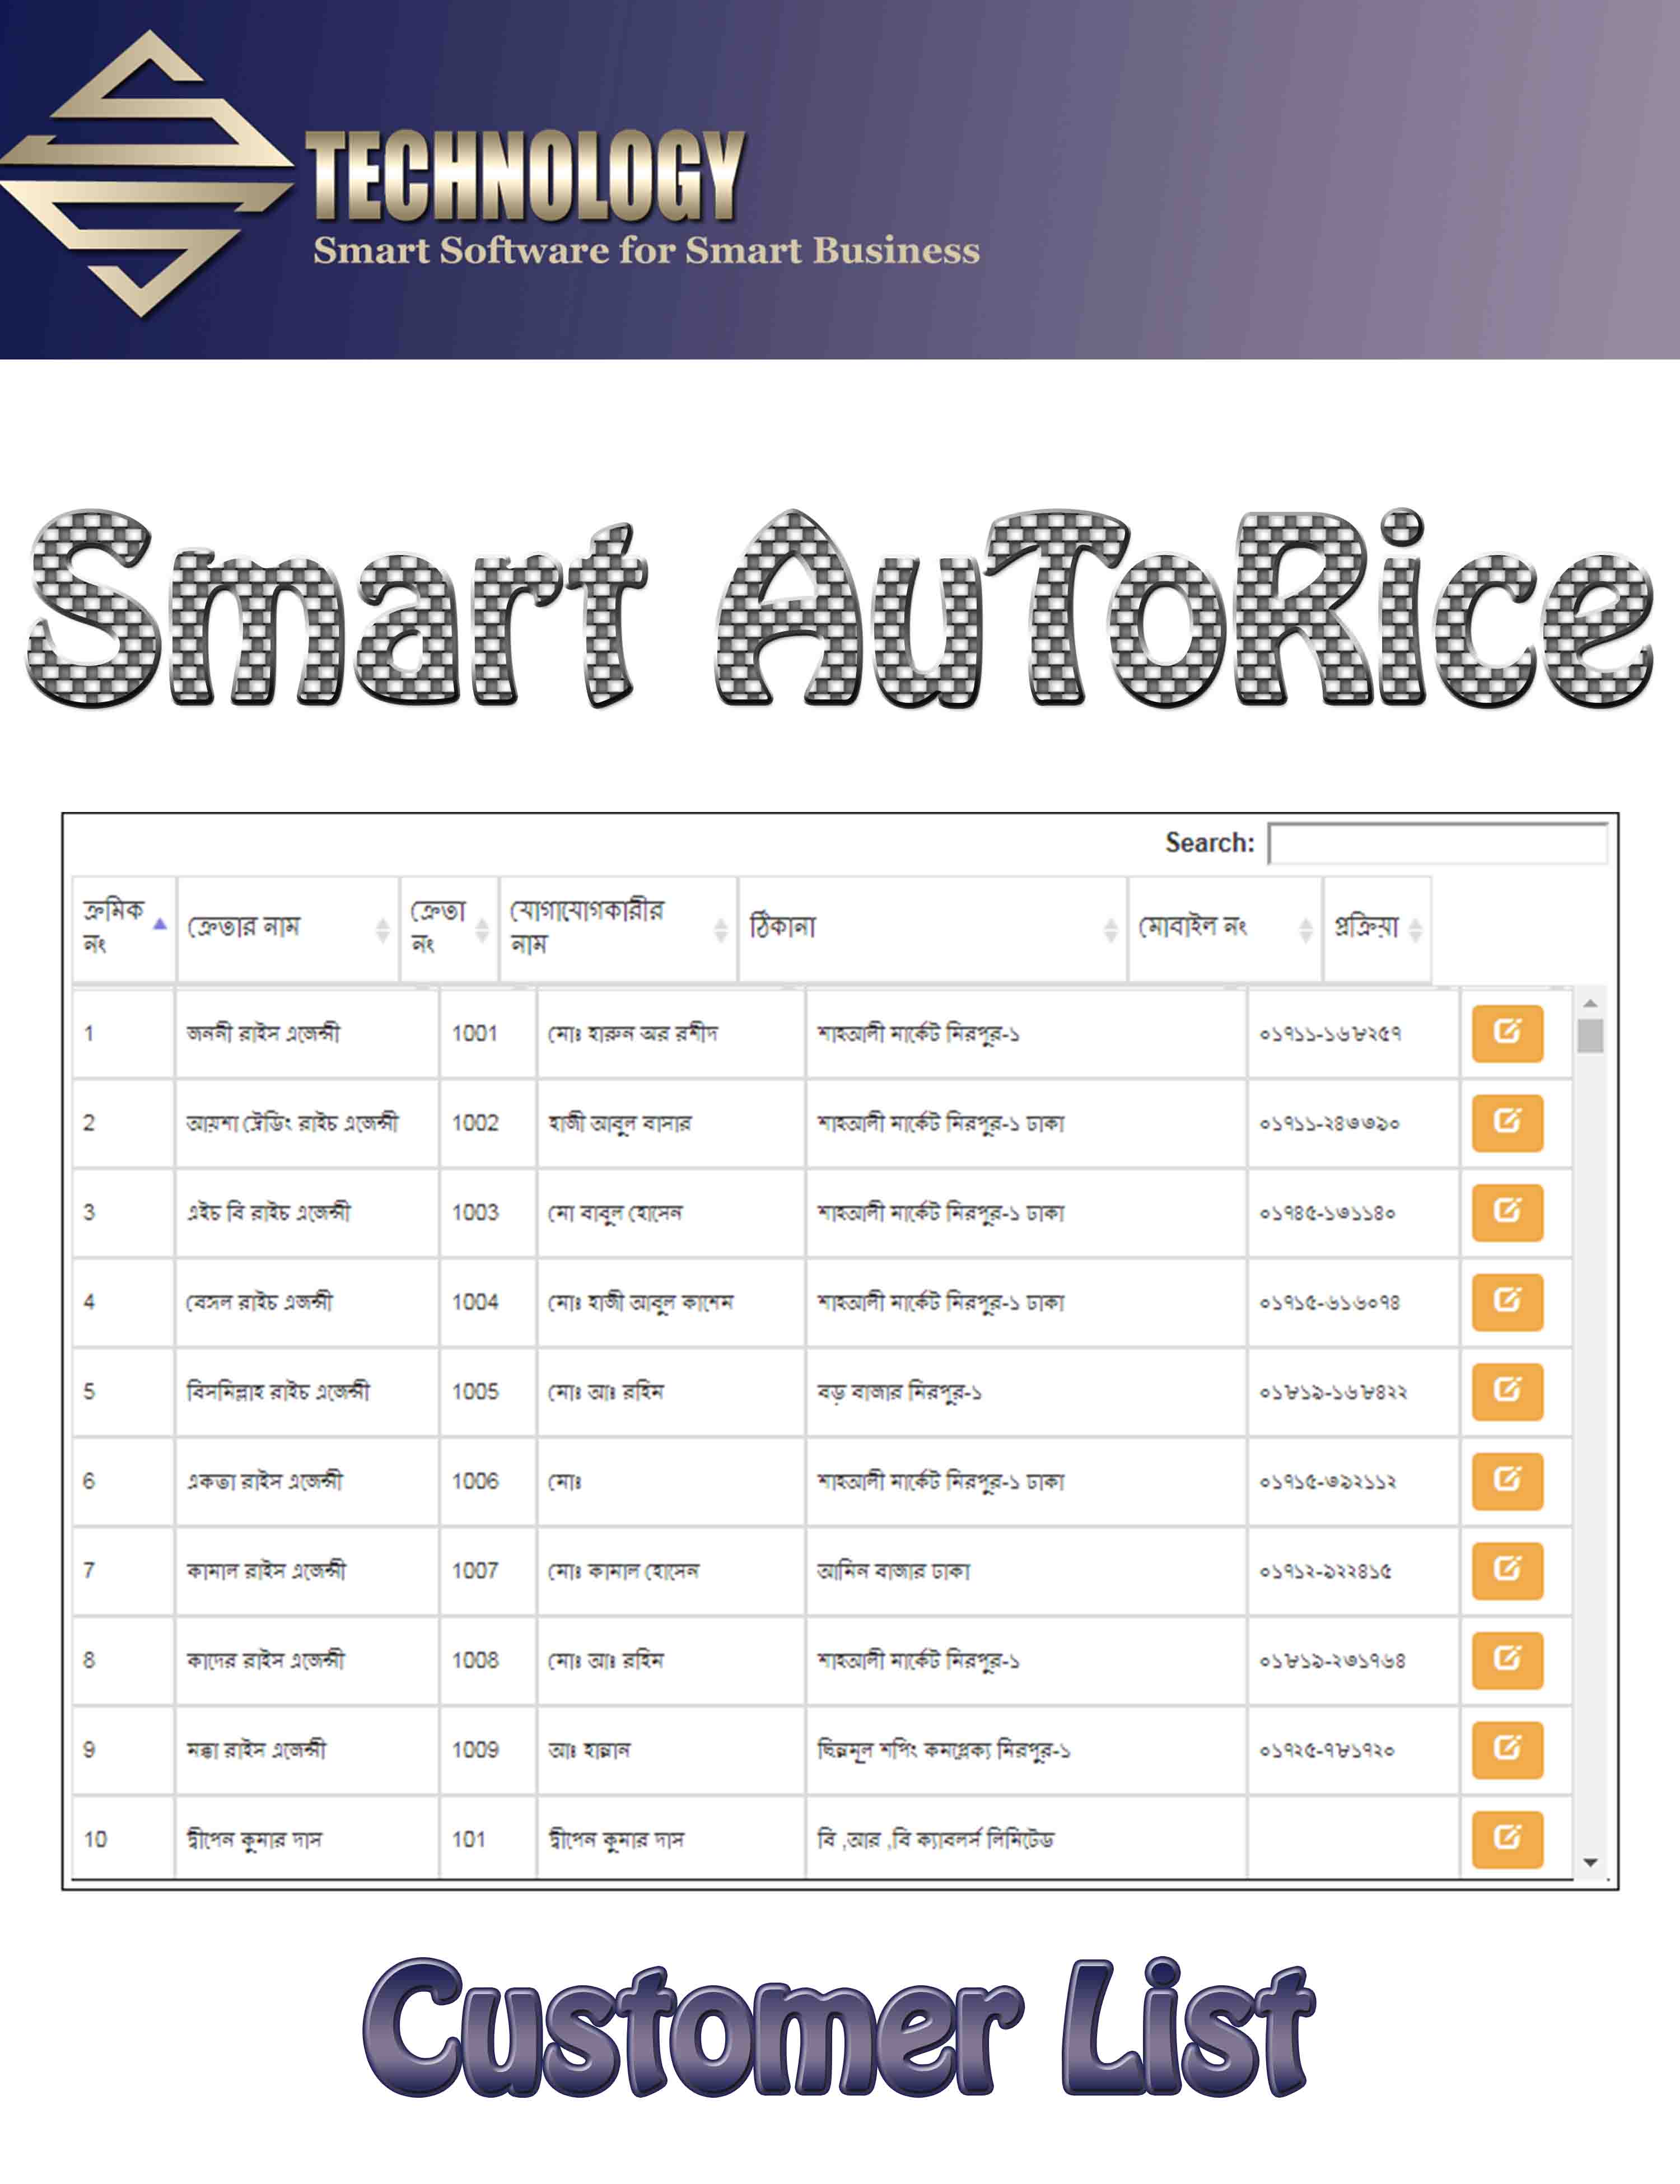 TECHNOLOGY
Smart Software for Smart Business
Smart AuToRice
Search:
ক্রমিক নং ক্রেতার নাম ক্রেতা নং যোগাযোগকারীর নাম ঠিকানা মোবাইল নং প্রক্রিয়া
1 জননী রাইস এজেন্সী 1001 মোঃ হারুন অর রশীদ শাহআলী মার্কেট মিরপুর-১ ০১৭১১-১৬৮২৫৭
2 আয়শা ট্রেডিং রাইচ এজেন্সী 1002 হাজী আবুল বাসার শাহআলী মার্কেট মিরপুর-১ ঢাকা ০১৭১১-২৪৩৩৯০
3 এইচ বি রাইচ এজেন্সী 1003 মো বাবুল হোসেন শাহআলী মার্কেট মিরপুর-১ ঢাকা ০১৭৪৫-১৩১১৪০
4 বেঙ্গল রাইচ এজন্সী 1004 মোঃ হাজী আবুল কাশেম শাহআলী মার্কেট মিরপুর-১ ঢাকা ০১৭১৫-৬১৬০৭৪
5 বিসমিল্লাহ রাইচ এজেন্সী 1005 মোঃ আঃ রহিম বড় বাজার মিরপুর-১ ০১৮১৯-১৬৮৪২২
6 একতা রাইস এজেন্সী 1006 মোঃ শাহআলী মার্কেট মিরপুর-১ ঢাকা ০১৭১৫-৩৯২১১২
7 কামাল রাইস এজেন্সী 1007 মোঃ কামাল হোসেন আমিন বাজার ঢাকা ০১৭১২-৯২২৪১৫
8 কাদের রাইস এজেন্সী 1008 মোঃ আঃ রহিম শাহআলী মার্কেট মিরপুর-১ ০১৮১৯-২৩১৭৬৪
9 মক্কা রাইস এজেন্সী 1009 আঃ হান্নান ছিন্নমূল শপিং কমপ্লেক্য মিরপুর-১ ০১৭২৫-৭৮১৭২০
10 দ্বীপেন কুমার দাস 101 দ্বীপেন কুমার দাস বি ,আর ,বি ক্যাবলর্স লিমিটেড
Customer List